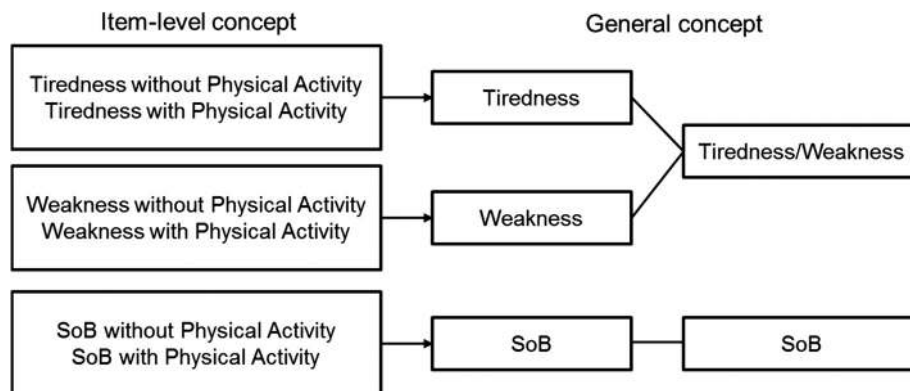 Item-level concept
General concept
Tiredness without Physical Activity
Tiredness with Physical Activity
Tiredness
Tiredness/Weakness
Weakness without Physical Activity
Weakness with Physical Activity
Weakness
SoB without Physical Activity
SoB with Physical Activity
SoB
SoB